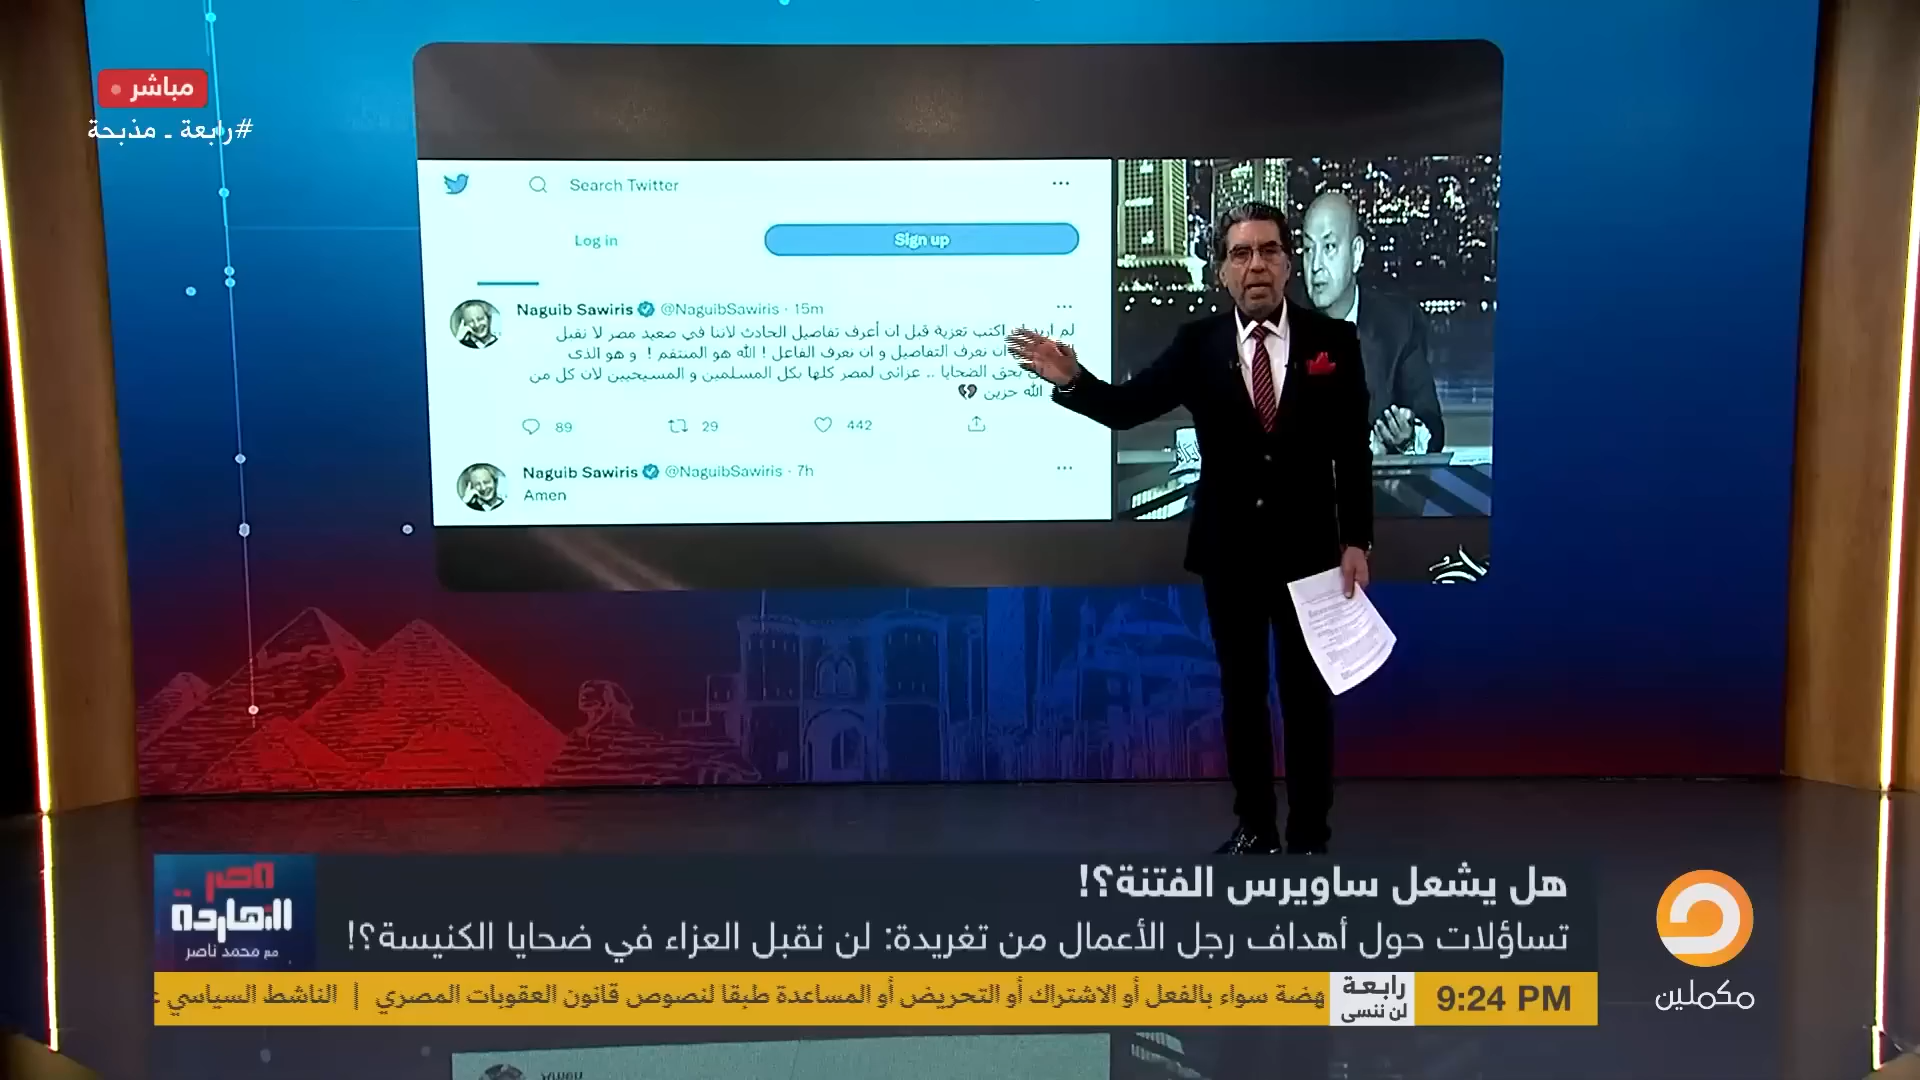 مباشر
#رابعة ـ مذبحة
Search Twitter
Log in
Sign up
Naguib Sawiris @NaguibSawiris · 15m
لم اريد اكتب تعزية قبل ان أعرف تفاصيل الحادث لاننا في صعيد مصر لا نقبل
ان نعرف التفاصيل و ان نعرف الفاعل ! الله هو المنتقم ! و هو الذى
بحق الضحايا .. عزائى لمصر كلها بكل المسلمين و المسيحيين لان كل من
الله حزين 💔
89 29 442
Naguib Sawiris @NaguibSawiris · 7h
Amen
هل يشعل ساويرس الفتنة؟!
تساؤلات حول أهداف رجل الأعمال من تغريدة: لن نقبل العزاء في ضحايا الكنيسة؟!
مصر
النهاردة
مع محمد ناصر
9:24 PM
رابعة
لن ننسى
هضة سواء بالفعل أو الاشتراك أو التحريض أو المساعدة طبقا لنصوص قانون العقوبات المصري | الناشط السياسي
مكملين